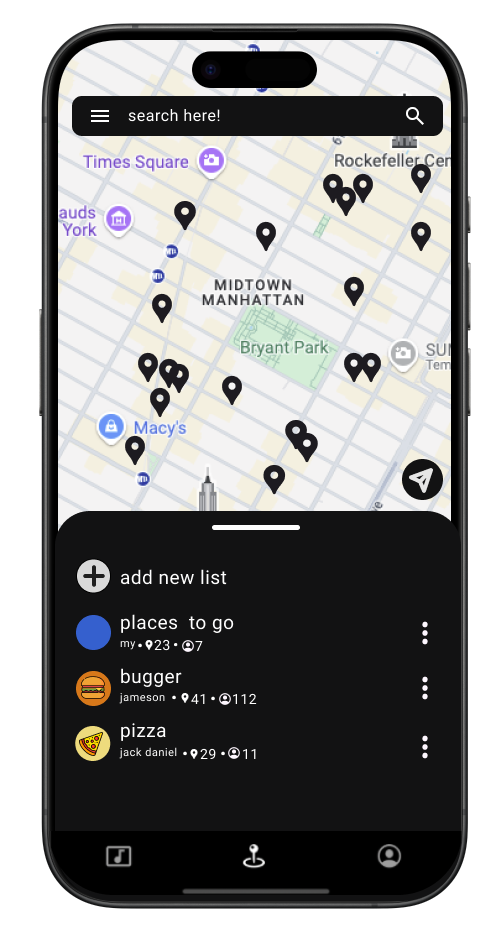 search here!
Times Square
Rockefeller Cen
auds
York
MIDTOWN
MANHATTAN
Bryant Park
SUM
Tem
Macy's
add new list
places to go
my • 23 • 7
bugger
jameson • 41 • 112
pizza
jack daniel • 29 • 11